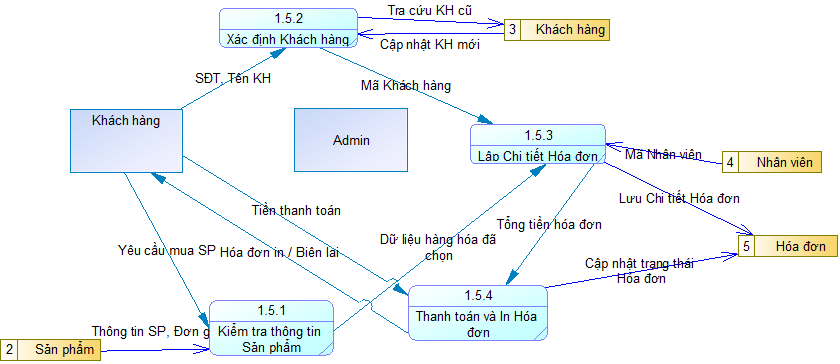 1.5.2
Xác định Khách hàng
Tra cứu KH cũ
3 Khách hàng
Cập nhật KH mới
SĐT, Tên KH
Mã Khách hàng
Khách hàng
Admin
1.5.3
Lập Chi tiết Hóa đơn
Mã Nhân viên
4 Nhân viên
Lưu Chi tiết Hóa đơn
Tiền thanh toán
Tổng tiền hóa đơn
Dữ liệu hàng hóa đã
chọn
5 Hóa đơn
Yêu cầu mua SP
Hóa đơn in / Biên lai
Cập nhật trạng thái
Hóa đơn
1.5.4
Thanh toán và In Hóa
đơn
1.5.1
Kiểm tra thông tin
Sản phẩm
Thông tin SP, Đơn g
2 Sản phẩm